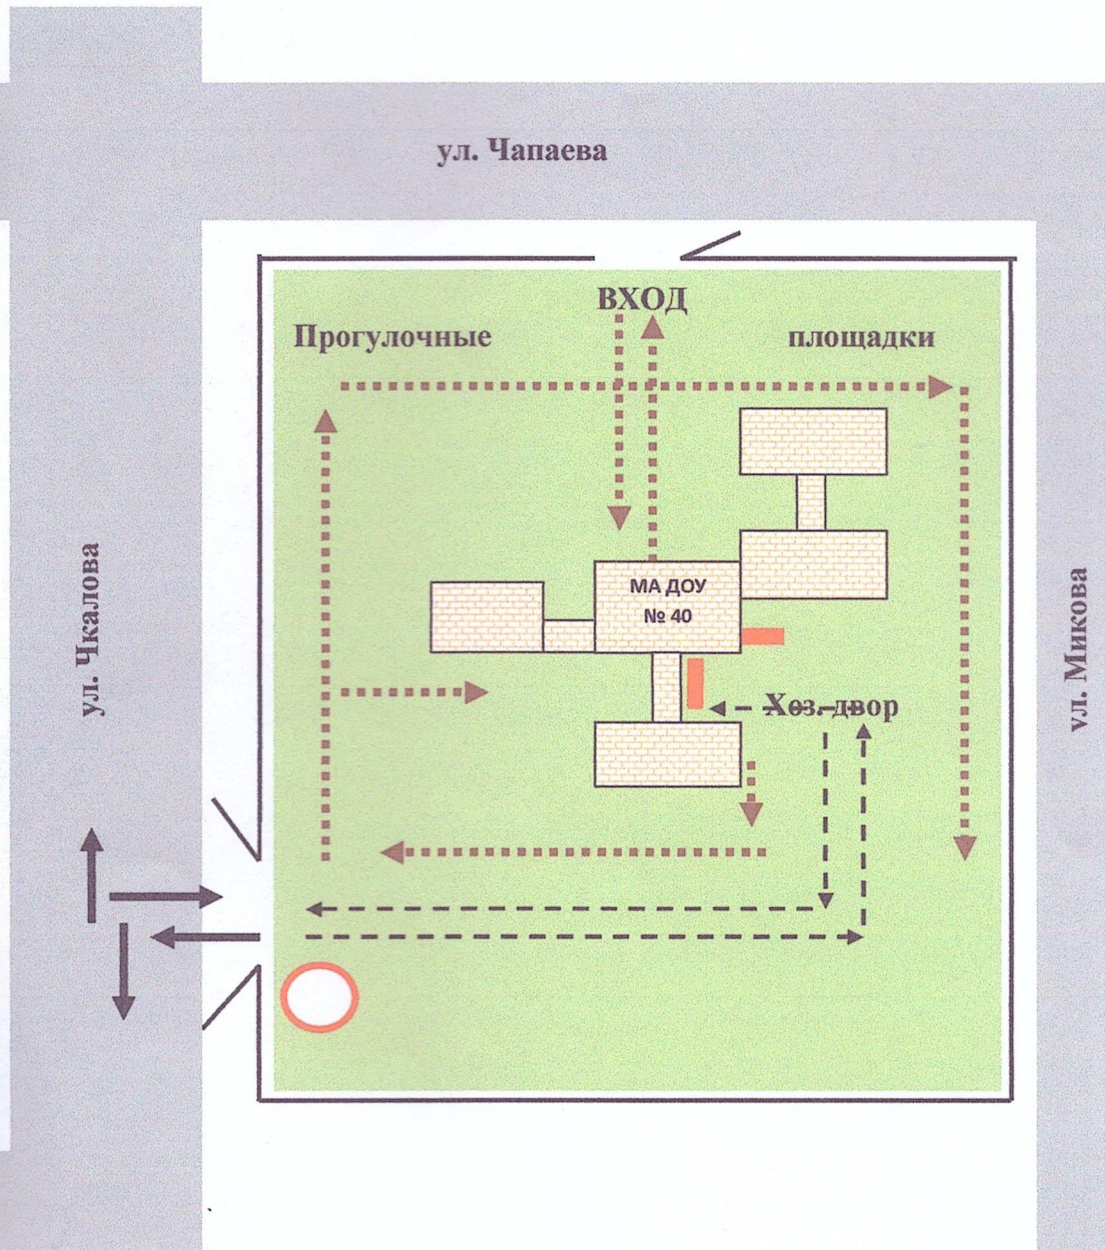 ул. Чапаева
ВХОД
Прогулочные площадки
ул. Чкалова
МА ДОУ
№ 40
ул. Микова
Хоз. двор